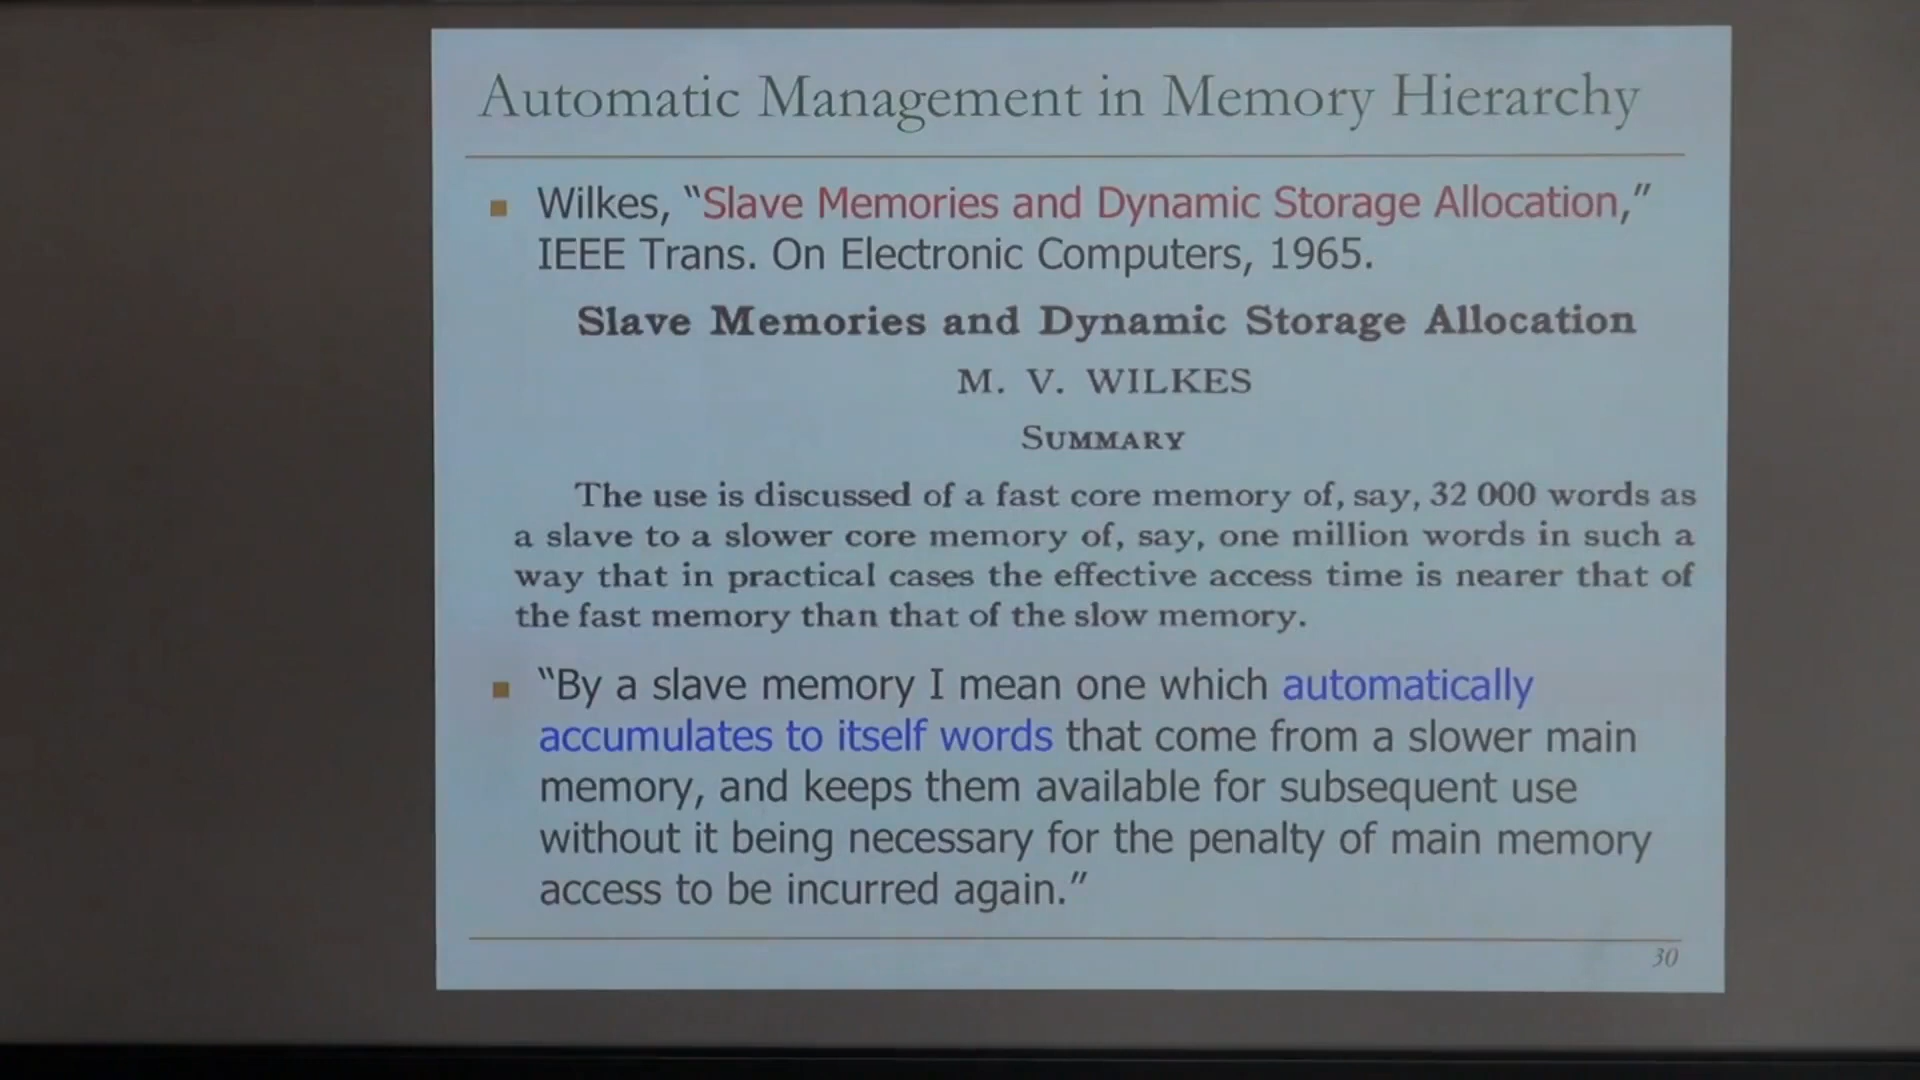 Automatic Management in Memory Hierarchy
Wilkes, “Slave Memories and Dynamic Storage Allocation,”
IEEE Trans. On Electronic Computers, 1965.
Slave Memories and Dynamic Storage Allocation
M. V. WILKES
SUMMARY
The use is discussed of a fast core memory of, say, 32 000 words as
a slave to a slower core memory of, say, one million words in such a
way that in practical cases the effective access time is nearer that of
the fast memory than that of the slow memory.
“By a slave memory I mean one which automatically
accumulates to itself words that come from a slower main
memory, and keeps them available for subsequent use
without it being necessary for the penalty of main memory
access to be incurred again.”
30